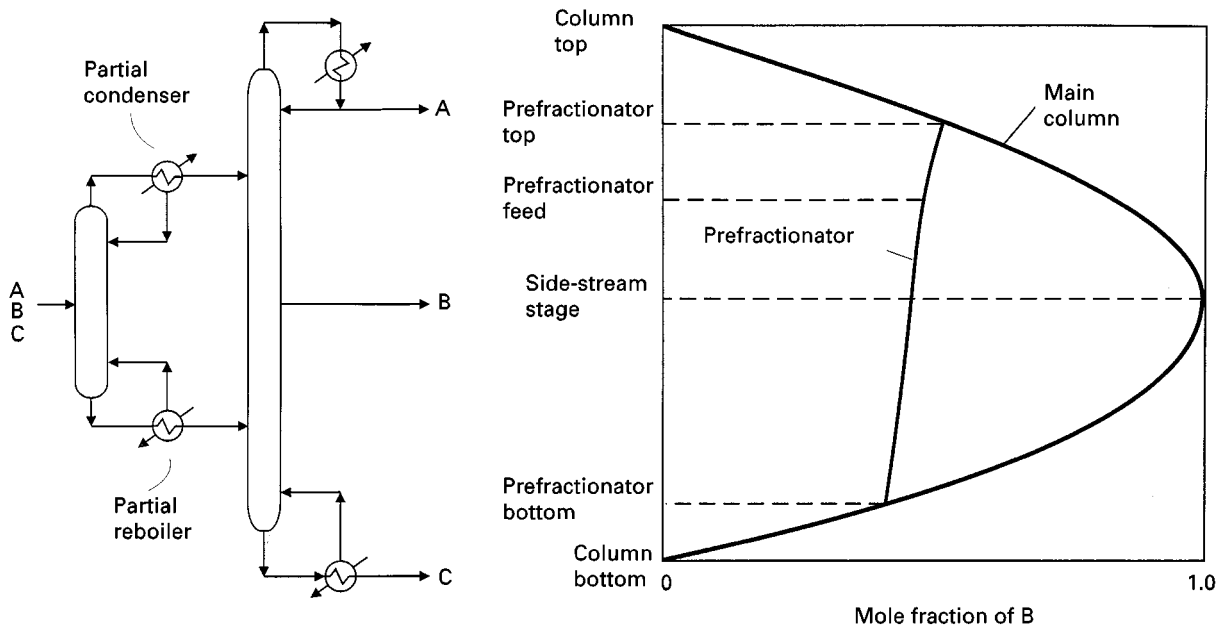 Partial
condenser
A
A
B
C
B
Partial
reboiler
C
Column
top
Prefractionator
top
Prefractionator
feed
Side-stream
stage
Prefractionator
bottom
Column
bottom
Main
column
Prefractionator
0
1.0
Mole fraction of B